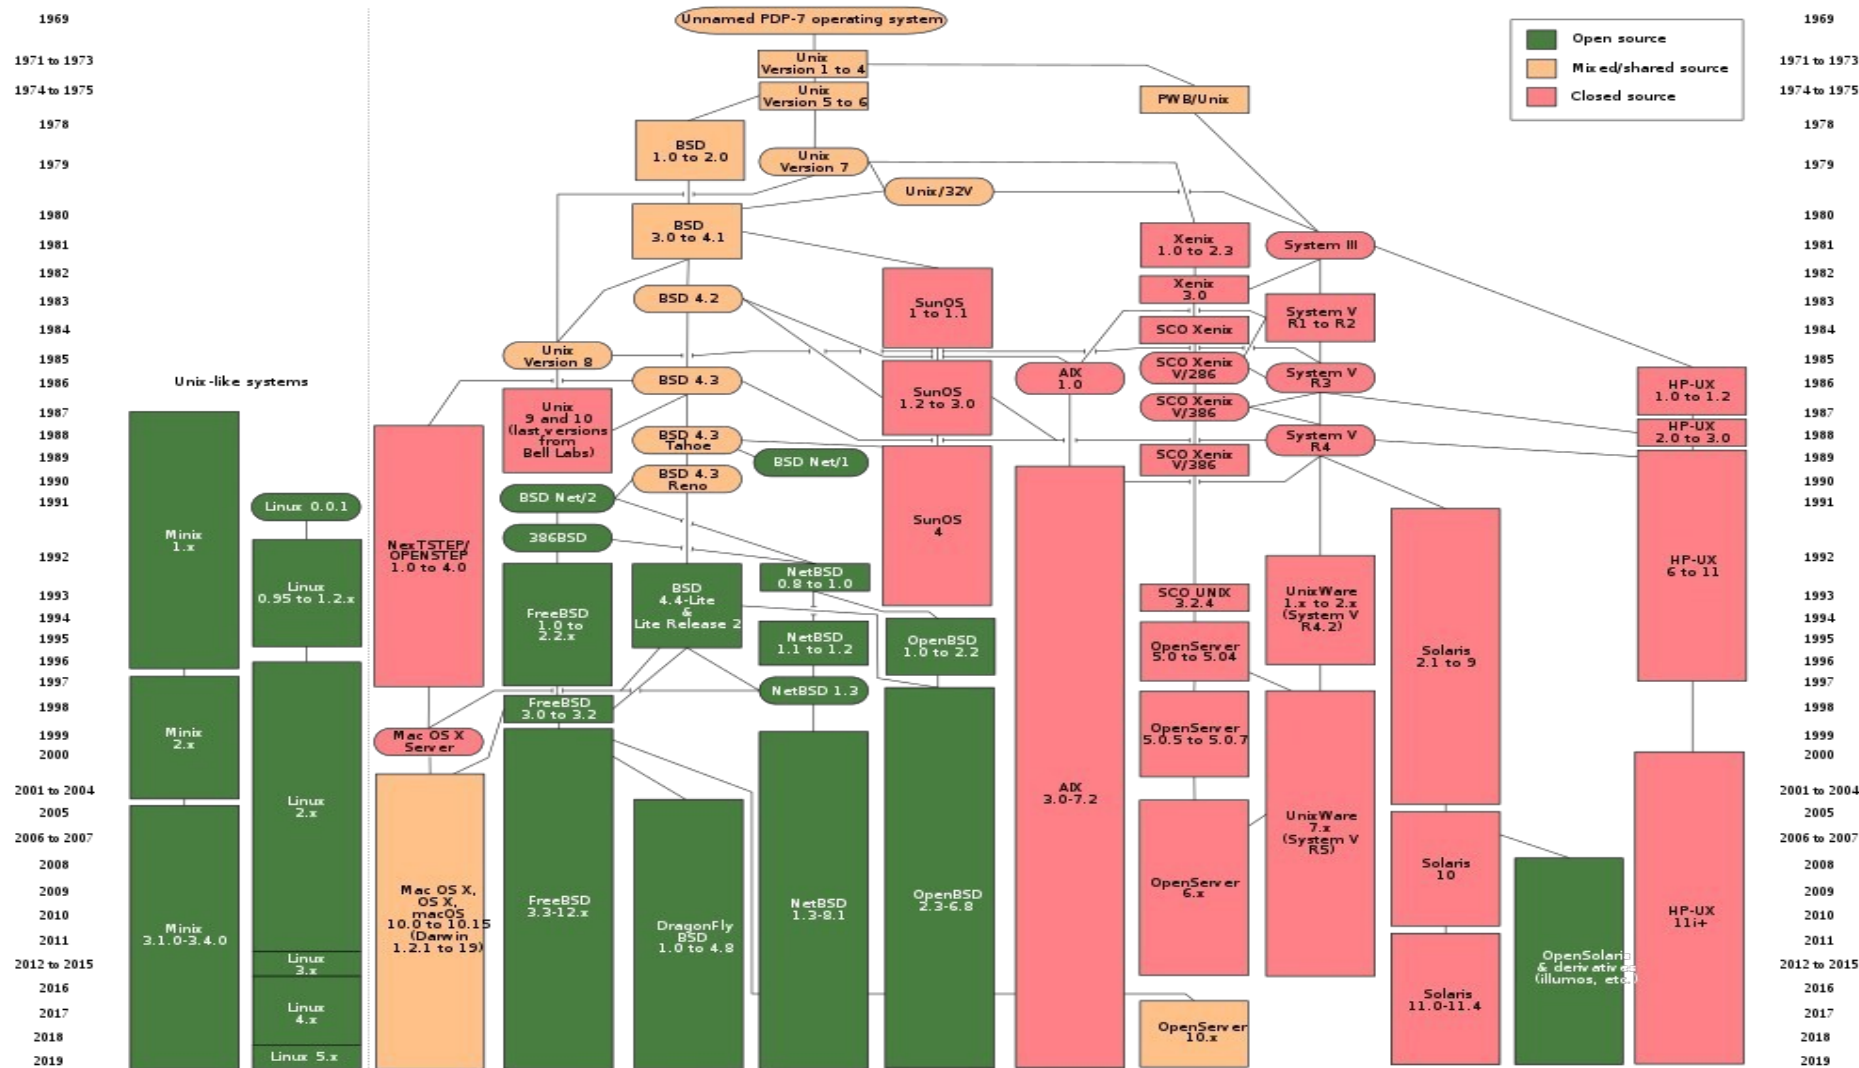 1969
1971 to 1973
1974 to 1975
1978
1979
1980
1981
1982
1983
1984
1985
1986
1987
1988
1989
1990
1991
1992
1993
1994
1995
1996
1997
1998
1999
2000
2001 to 2004
2005
2006 to 2007
2008
2009
2010
2011
2012 to 2015
2016
2017
2018
2019
Unix-like systems
Minix
1.x
Minix
2.x
Minix
3.1.0-3.4.0
Linux 0.0.1
Linux
0.95 to 1.2.x
Linux
2.x
Linux
3.x
Linux
4.x
Linux 5.x
Unnamed PDP-7 operating system
Unix
Version 1 to 4
Unix
Version 5 to 6
PWB/Unix
BSD
1.0 to 2.0
Unix
Version 7
Unix/32V
BSD
3.0 to 4.1
Xenix
1.0 to 2.3
System III
Xenix
3.0
BSD 4.2
SunOS
1 to 1.1
System V
R1 to R2
SCO Xenix
Unix
Version 8
SCO Xenix
V/286
AIX
1.0
System V
R3
BSD 4.3
SunOS
1.2 to 3.0
HP-UX
1.0 to 1.2
Unix
9 and 10
(last versions
from
Bell Labs)
SCO Xenix
V/386
HP-UX
2.0 to 3.0
BSD 4.3
Tahoe
System V
R4
BSD Net/1
SCO Xenix
V/386
BSD 4.3
Reno
BSD Net/2
SunOS
4
386BSD
NeXTSTEP/
OPENSTEP
1.0 to 4.0
NetBSD
0.8 to 1.0
BSD
4.4-Lite
&
Lite Release 2
FreeBSD
1.0 to
2.2.x
HP-UX
6 to 11
SCO UNIX
3.2.4
UnixWare
1.x to 2.x
(System V
R4.2)
NetBSD
1.1 to 1.2
OpenBSD
1.0 to 2.2
OpenServer
5.0 to 5.04
Solaris
2.1 to 9
NetBSD 1.3
FreeBSD
3.0 to 3.2
OpenServer
5.0.5 to 5.0.7
Mac OS X
Server
AIX
3.0-7.2
UnixWare
7.x
(System V
R5)
Mac OS X,
OS X,
macOS
10.0 to 10.15
(Darwin
1.2.1 to 19)
FreeBSD
3.3-12.x
DragonFly
BSD
1.0 to 4.8
NetBSD
1.3-8.1
OpenBSD
2.3-6.8
OpenServer
6.x
Solaris
10
HP-UX
11i+
OpenSolaris
& derivatives
(illumos, etc.)
Solaris
11.0-11.4
OpenServer
10.x
Open source
Mixed/shared source
Closed source
1969
1971 to 1973
1974 to 1975
1978
1979
1980
1981
1982
1983
1984
1985
1986
1987
1988
1989
1990
1991
1992
1993
1994
1995
1996
1997
1998
1999
2000
2001 to 2004
2005
2006 to 2007
2008
2009
2010
2011
2012 to 2015
2016
2017
2018
2019